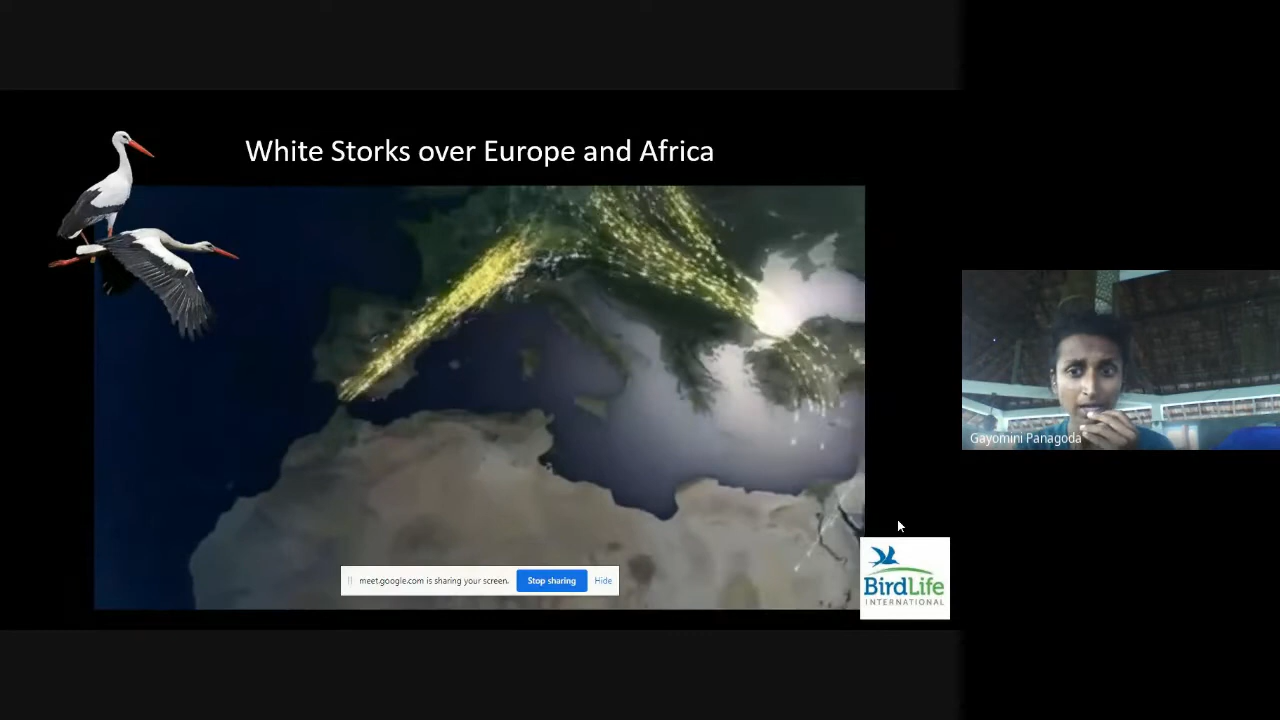 White Storks over Europe and Africa
Gayomini Panagoda
meet.google.com is sharing your screen.
Stop sharing
Hide
BirdLife
INTERNATIONAL